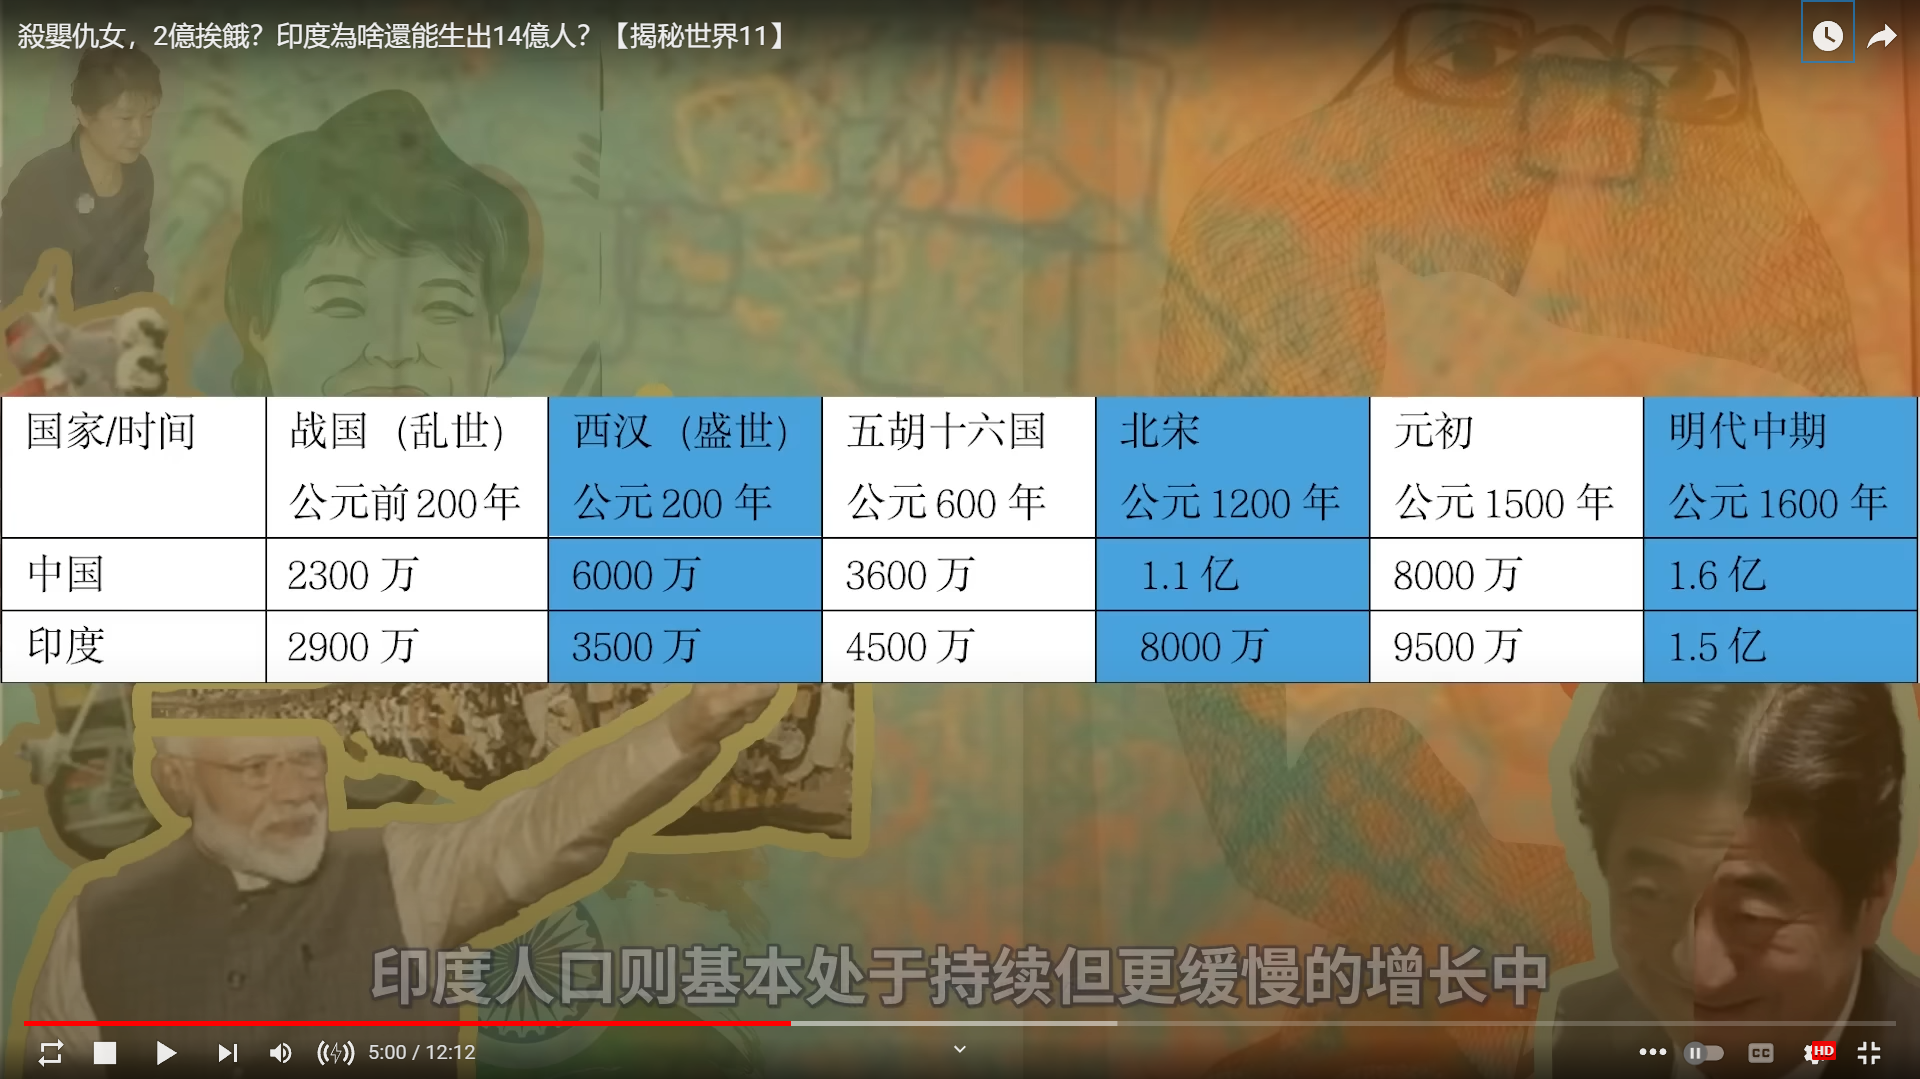 殺嬰仇女，2億挨餓？印度為啥還能生出14億人？【揭秘世界11】
国家/时间 战国（乱世） 西汉（盛世） 五胡十六国 北宋 元初 明代中期
公元前200年 公元200年 公元600年 公元1200年 公元1500年 公元1600年
中国 2300万 6000万 3600万 1.1亿 8000万 1.6亿
印度 2900万 3500万 4500万 8000万 9500万 1.5亿
印度人口则基本处于持续但更缓慢的增长中
5:00 / 12:12 CC HD